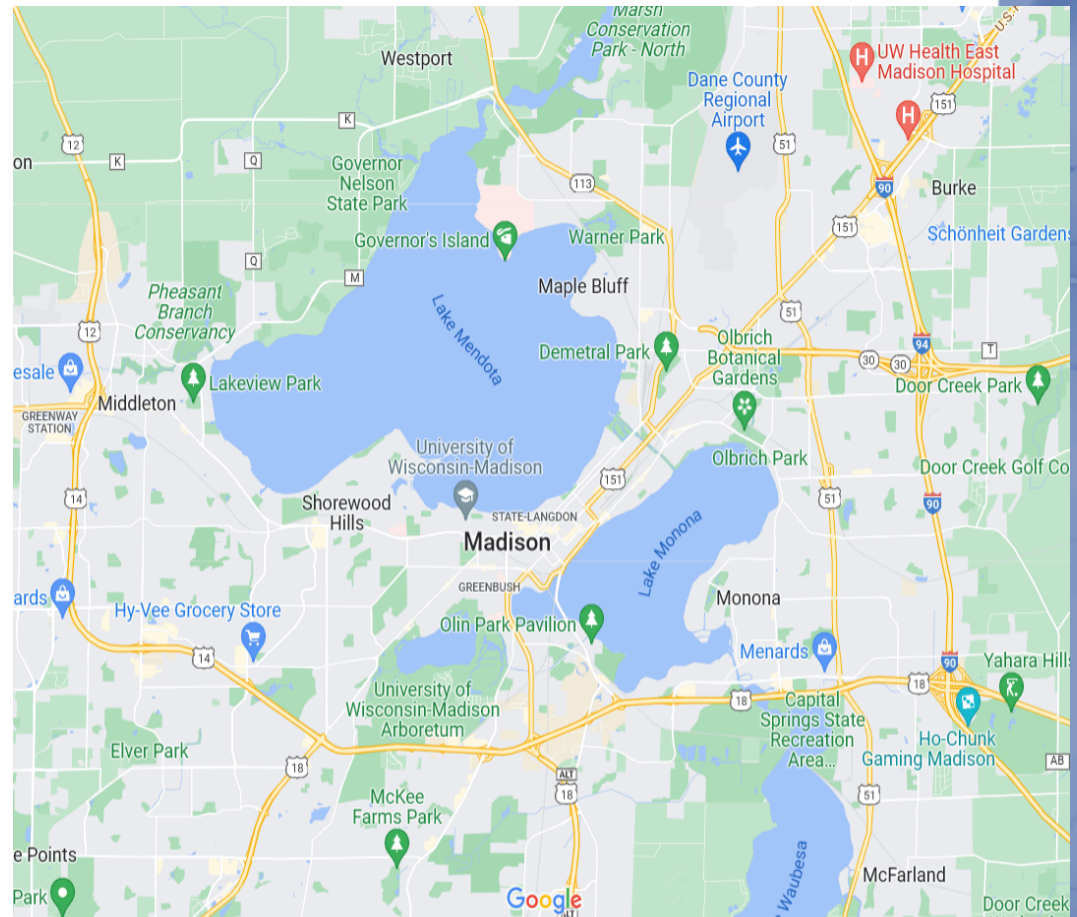 Marsh
Conservation
Park - North
U.S.
Westport
UW Health East
Madison Hospital
Dane County
Regional
Airport
151
12
K
K
Q
51
on
Governor
Nelson
State Park
113
90
Burke
151
Governor's Island
Warner Park
Schönheit Gardens
Q
M
Maple Bluff
Pheasant
Branch
Conservancy
Lake Mendota
51
12
Olbrich
Botanical
Gardens
94
T
Demetral Park
30
30
esale
Lakeview Park
Door Creek Park
Middleton
GREENWAY
STATION
University of
Wisconsin-Madison
Olbrich Park
Door Creek Golf Co
151
14
Shorewood
Hills
51
90
STATE-LANGDON
Madison
Lake Monona
GREENBUSH
ards
Hy-Vee Grocery Store
Monona
Olin Park Pavilion
14
Menards
90
Yahara Hills
University of
Wisconsin-Madison
Arboretum
18
18
Capital
Springs State
Recreation
Area...
Elver Park
Ho-Chunk
Gaming Madison
18
AB
ALT
18
51
McKee
Farms Park
e Points
McFarland
Park
Google
ALT
Waubesa
Door Creek